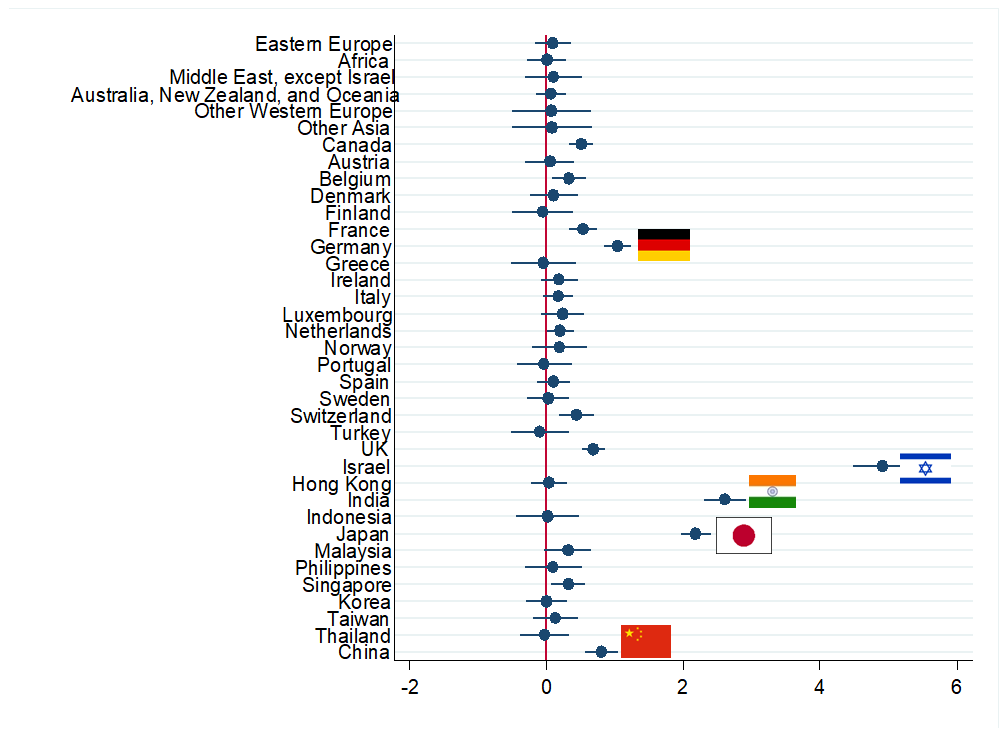 Eastern Europe
Africa
Middle East, except Israel
Australia, New Zealand, and Oceania
Other Western Europe
Other Asia
Canada
Austria
Belgium
Denmark
Finland
France
Germany
Greece
Ireland
Italy
Luxembourg
Netherlands
Norway
Portugal
Spain
Sweden
Switzerland
Turkey
UK
Israel
Hong Kong
India
Indonesia
Japan
Malaysia
Philippines
Singapore
Korea
Taiwan
Thailand
China
-2 0 2 4 6